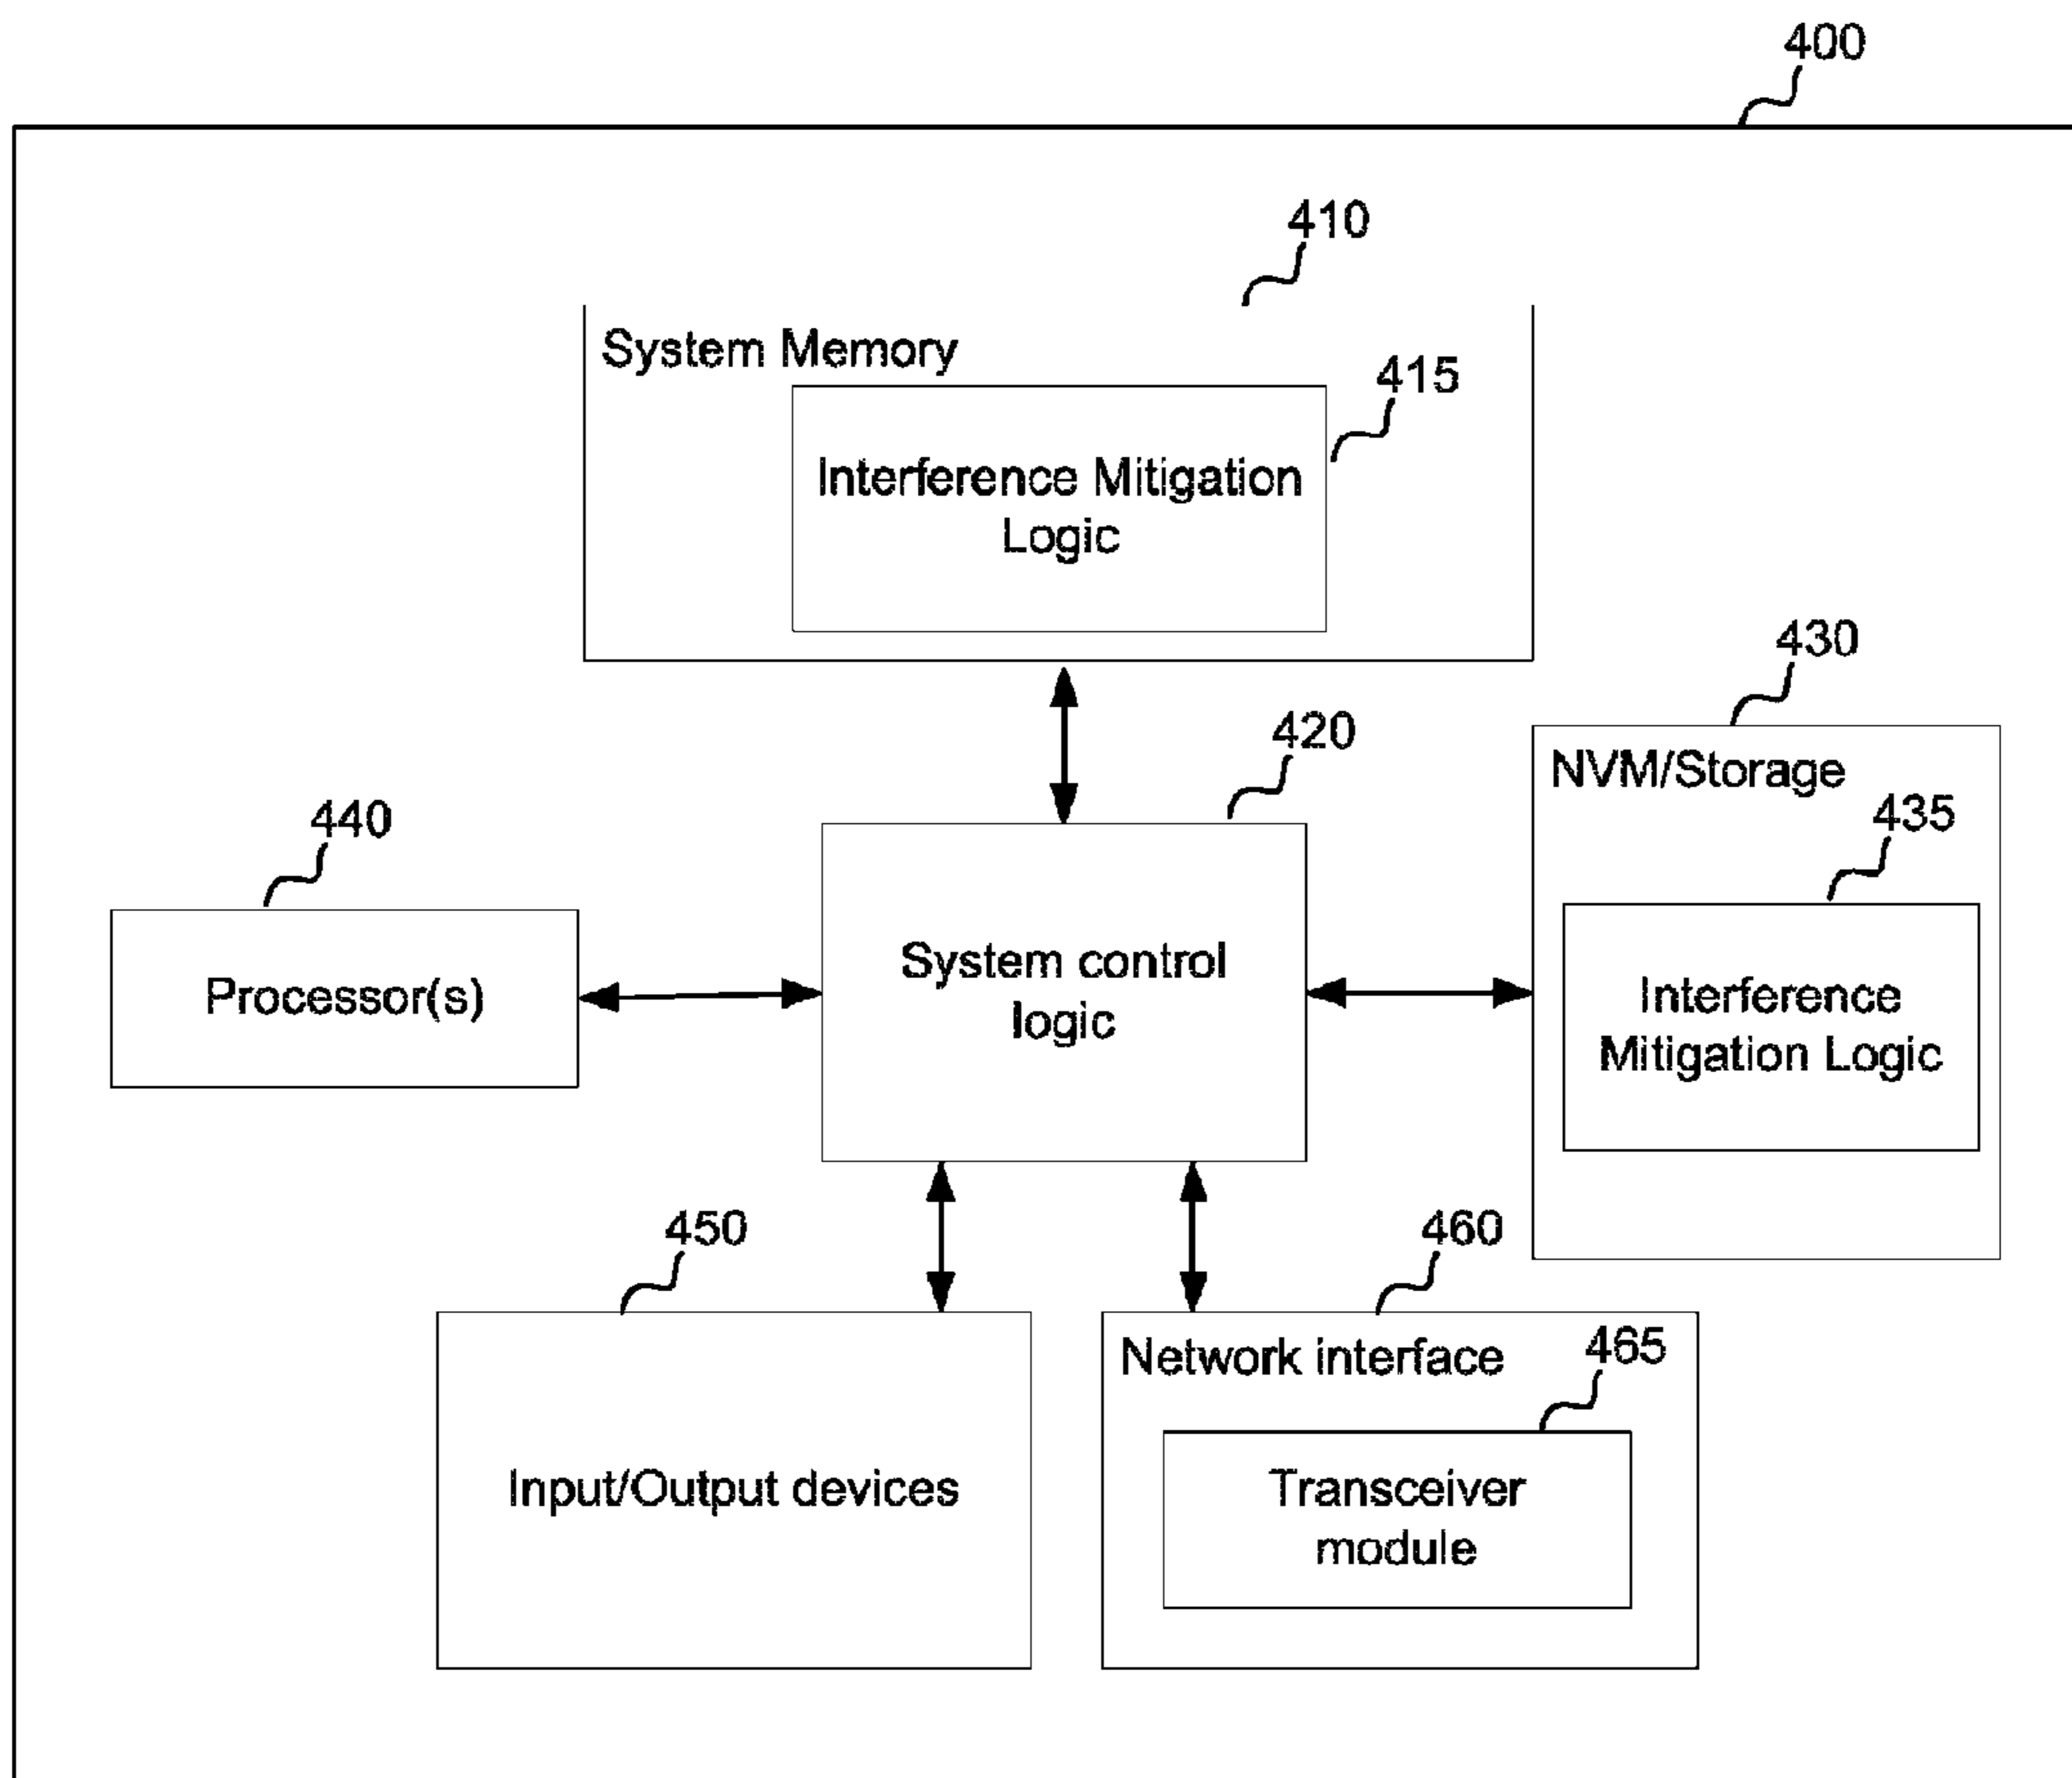 400
410
System Memory
415
Interference Mitigation
Logic
430
420
NVM/Storage
440
435
System control
logic
Processor(s)
Interference
Mitigation Logic
450
460
Network interface
465
Input/Output devices
Transceiver
module